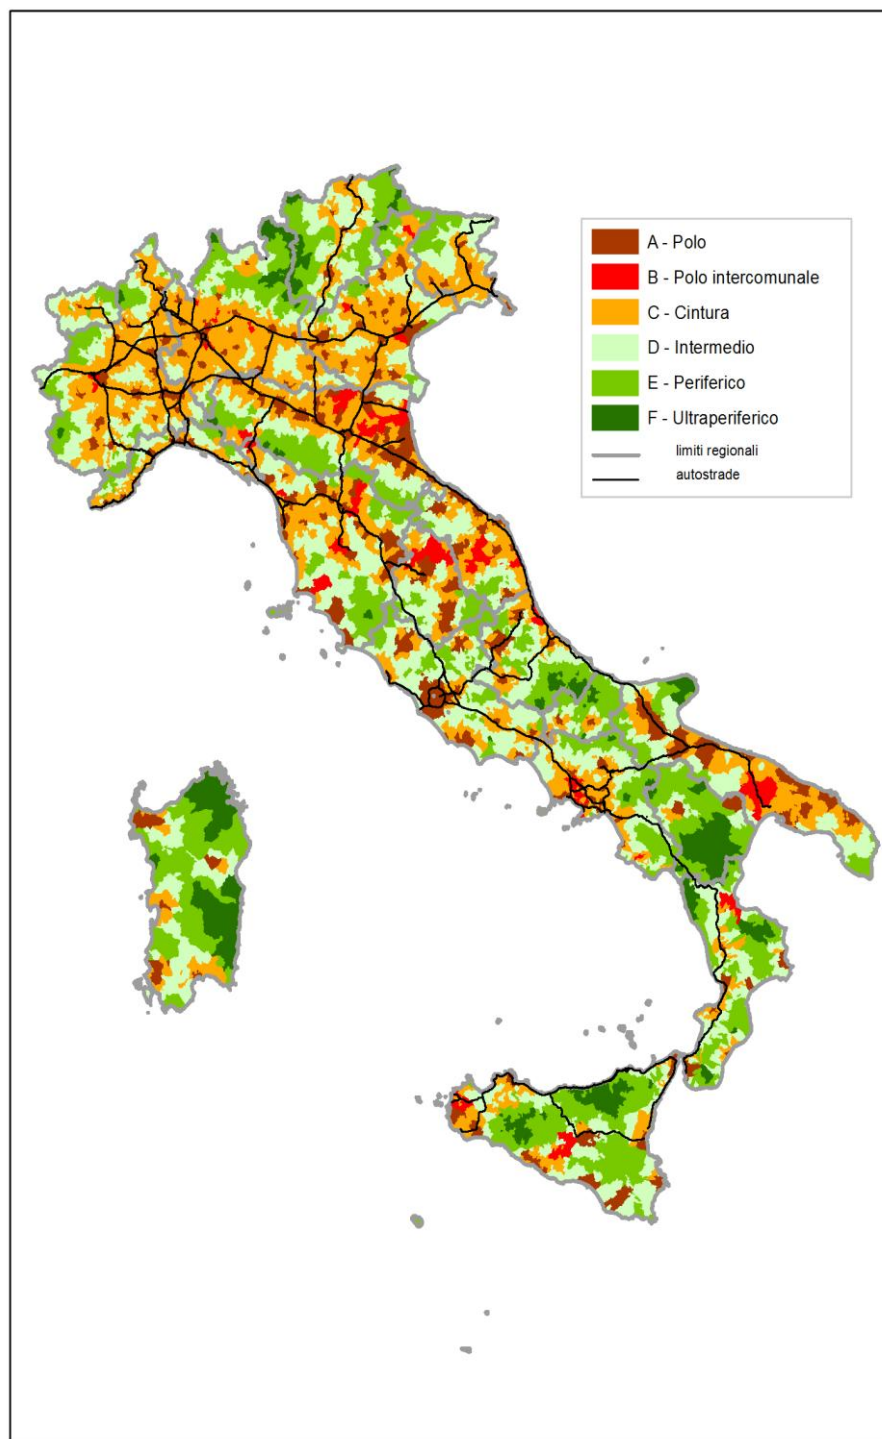 A - Polo
B - Polo intercomunale
C - Cintura
D - Intermedio
E - Periferico
F - Ultraperiferico
limiti regionali
autostrade